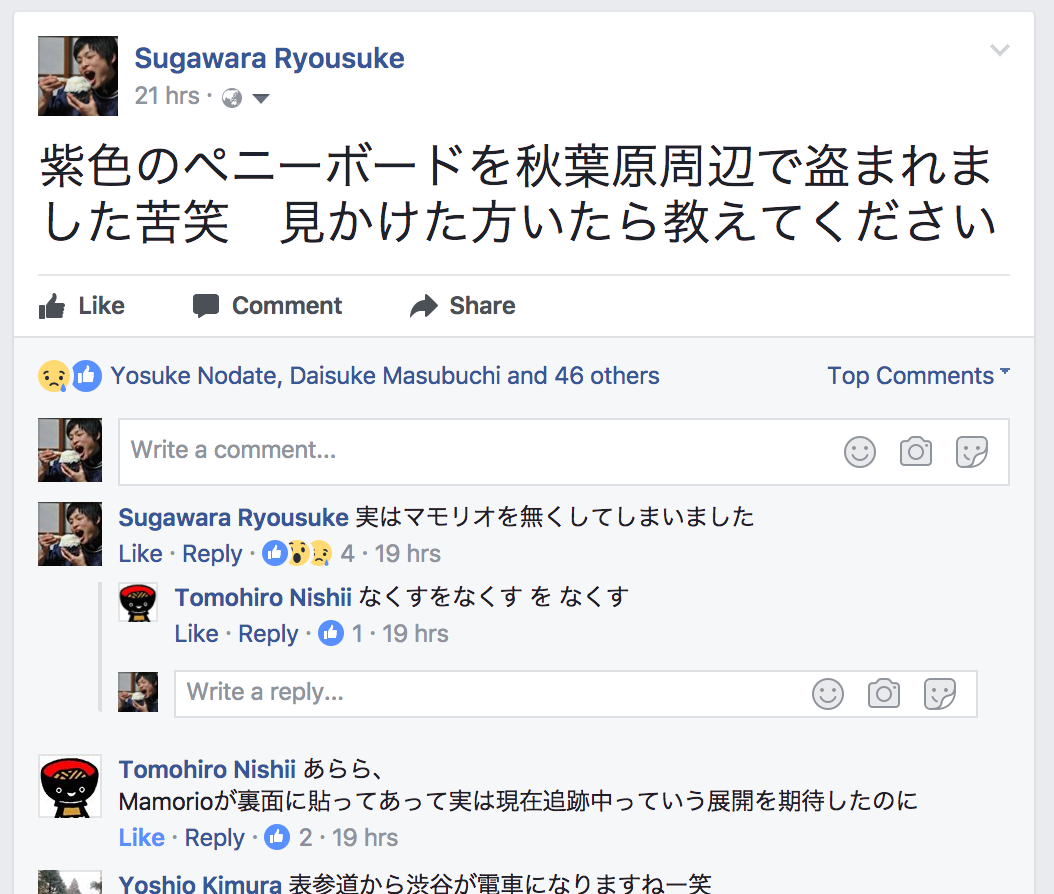 Sugawara Ryousuke
21 hrs ·
紫色のペニーボードを秋葉原周辺で盗まれま
した苦笑　見かけた方いたら教えてください
Like Comment Share
Yosuke Nodate, Daisuke Masubuchi and 46 others Top Comments
Write a comment...
Sugawara Ryousuke 実はマモリオを無くしてしまいました
Like · Reply · 4 · 19 hrs
Tomohiro Nishii なくすをなくす を なくす
Like · Reply · 1 · 19 hrs
Write a reply...
Tomohiro Nishii あらら、
Mamorioが裏面に貼ってあって実は現在追跡中っていう展開を期待したのに
Like · Reply · 2 · 19 hrs
Yoshio Kimura 表参道から渋谷が電車になりますねー笑